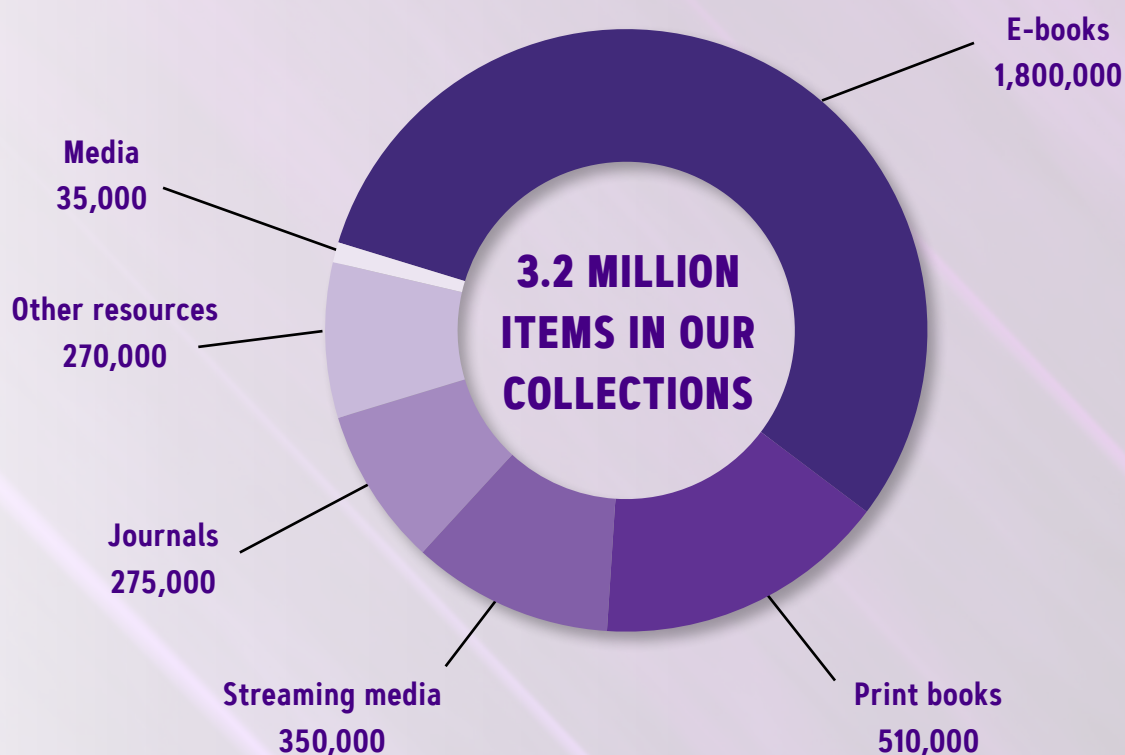 E-books
1,800,000
Media
35,000
3.2 MILLION
ITEMS IN OUR
COLLECTIONS
Other resources
270,000
Journals
275,000
Streaming media
350,000
Print books
510,000